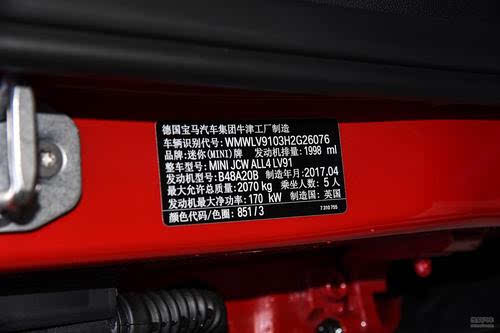 德国宝马汽车集团牛津工厂制造
车辆识别代号: WMWLV9103H2G26076
品牌: 迷你(MINI)牌 发动机排量: 1998 ml
整车型号: MINI JCW ALL4 LV91
发动机型号: B48A20B 制造年月: 2017.04
最大允许总质量: 2070 kg 乘坐人数: 5人
发动机最大净功率: 170 kW 制造国: 英国
颜色代码/色圈: 851/3
7 310 755